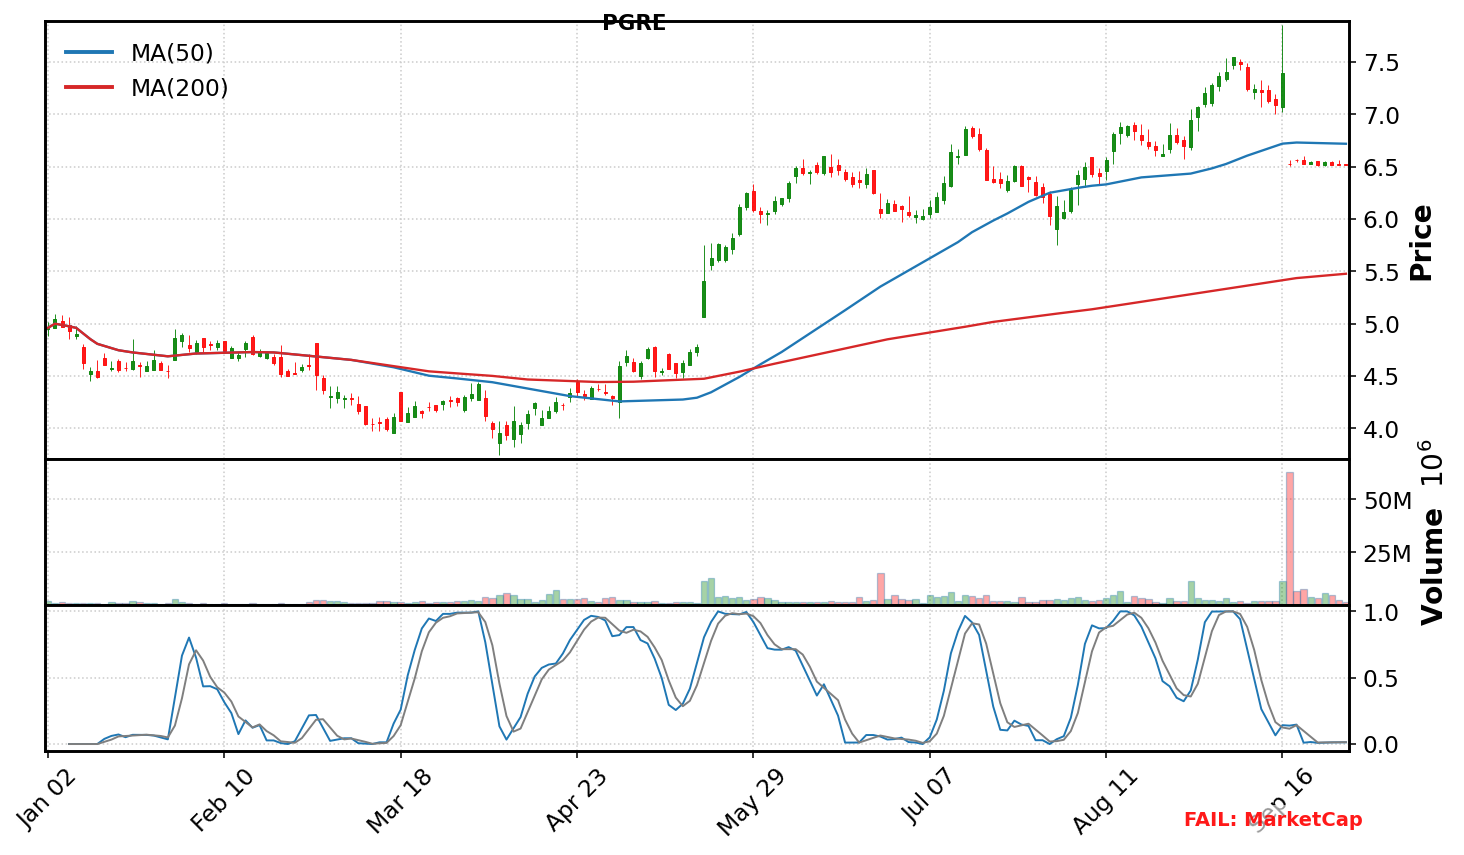 PGRE
MA(50)
MA(200)
7.5
7.0
6.5
6.0
5.5
5.0
4.5
4.0
Price
50M
25M
Volume 10^6
1.0
0.5
0.0
Jan 02
Feb 10
Mar 18
Apr 23
May 29
Jul 07
Aug 11
Sep 16
FAIL: MarketCap